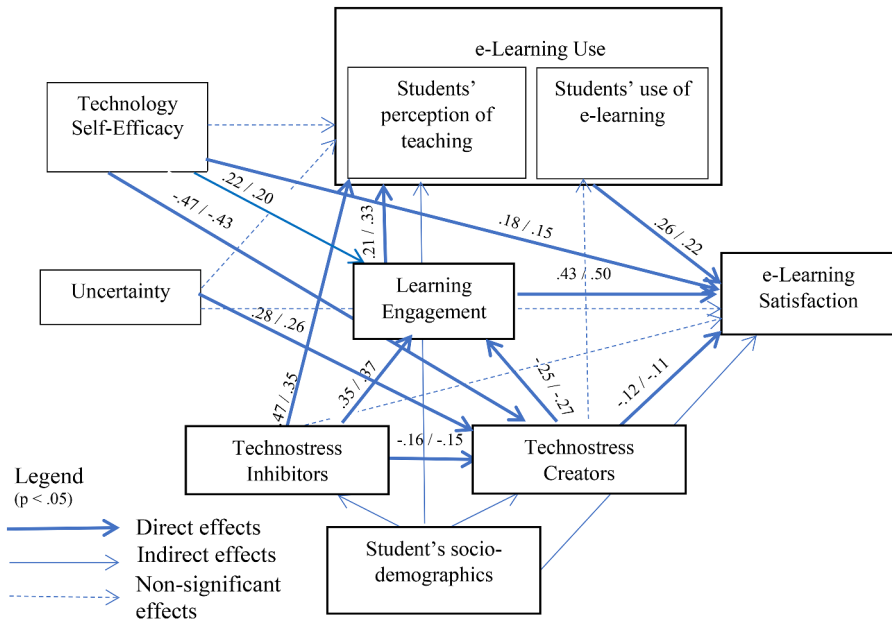 e-Learning Use
Students’
perception of
teaching
Students’ use of
e-learning
Technology
Self-Efficacy
.22 / .20
-.47 / -.43
.21 / .33
.18 / .15
.26 / .22
Uncertainty
Learning
Engagement
.43 / .50
e-Learning
Satisfaction
.28 / .26
.47 / .35
.35 / .37
-.25 / -.27
-.12 / -.11
Technostress
Inhibitors
-.16 / -.15
Technostress
Creators
Legend
(p < .05)
Direct effects
Indirect effects
Non-significant
effects
Student’s socio-
demographics